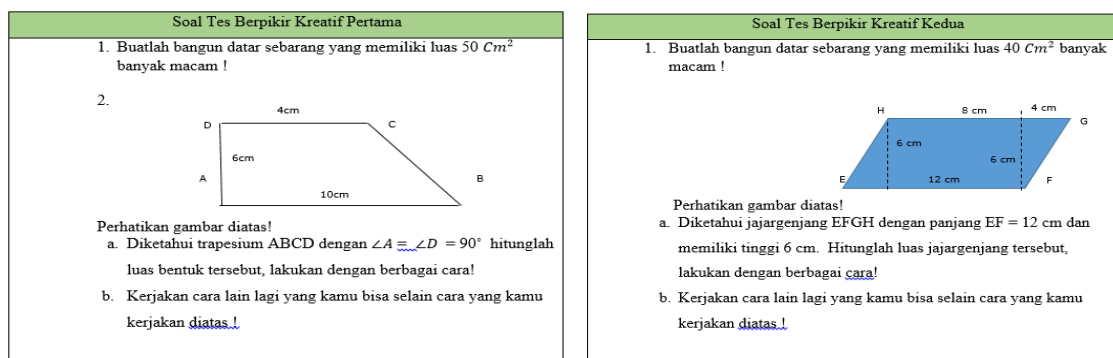 Soal Tes Berpikir Kreatif Pertama
1. Buatlah bangun datar sebarang yang memiliki luas 50 Cm²
banyak macam !
2.
4cm
D
C
6cm
A
B
10cm
Perhatikan gambar diatas!
a. Diketahui trapesium ABCD dengan ∠A = ∠D = 90° hitunglah
luas bentuk tersebut, lakukan dengan berbagai cara!
b. Kerjakan cara lain lagi yang kamu bisa selain cara yang kamu
kerjakan diatas !
Soal Tes Berpikir Kreatif Kedua
1. Buatlah bangun datar sebarang yang memiliki luas 40 Cm² banyak
macam !
H
8 cm
4 cm
G
6 cm
6 cm
E
12 cm
F
Perhatikan gambar diatas!
a. Diketahui jajargenjang EFGH dengan panjang EF = 12 cm dan
memiliki tinggi 6 cm. Hitunglah luas jajargenjang tersebut,
lakukan dengan berbagai cara!
b. Kerjakan cara lain lagi yang kamu bisa selain cara yang kamu
kerjakan diatas !